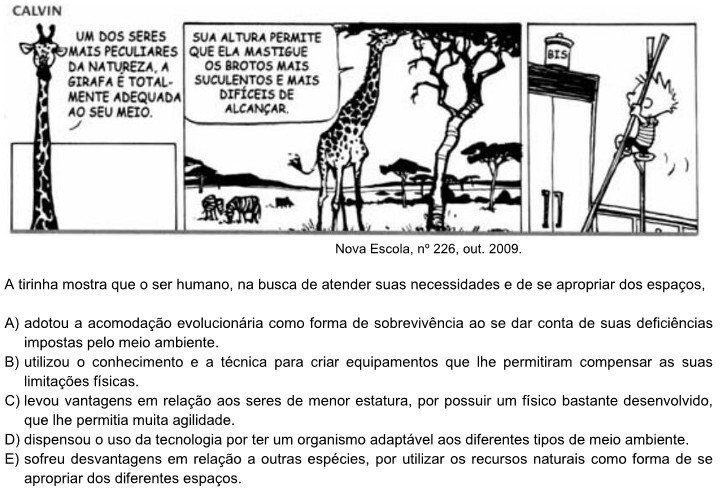 CALVIN
UM DOS SERES
MAIS PECULIARES
DA NATUREZA, A
GIRAFA É TOTAL-
MENTE ADEQUADA
AO SEU MEIO.
SUA ALTURA PERMITE
QUE ELA MASTIGUE
OS BROTOS MAIS
SUCULENTOS E MAIS
DIFÍCEIS DE
ALCANÇAR.
BIS
Nova Escola, nº 226, out. 2009.
A tirinha mostra que o ser humano, na busca de atender suas necessidades e de se apropriar dos espaços,
A) adotou a acomodação evolucionária como forma de sobrevivência ao se dar conta de suas deficiências
impostas pelo meio ambiente.
B) utilizou o conhecimento e a técnica para criar equipamentos que lhe permitiram compensar as suas
limitações físicas.
C) levou vantagens em relação aos seres de menor estatura, por possuir um físico bastante desenvolvido,
que lhe permitia muita agilidade.
D) dispensou o uso da tecnologia por ter um organismo adaptável aos diferentes tipos de meio ambiente.
E) sofreu desvantagens em relação a outras espécies, por utilizar os recursos naturais como forma de se
apropriar dos diferentes espaços.